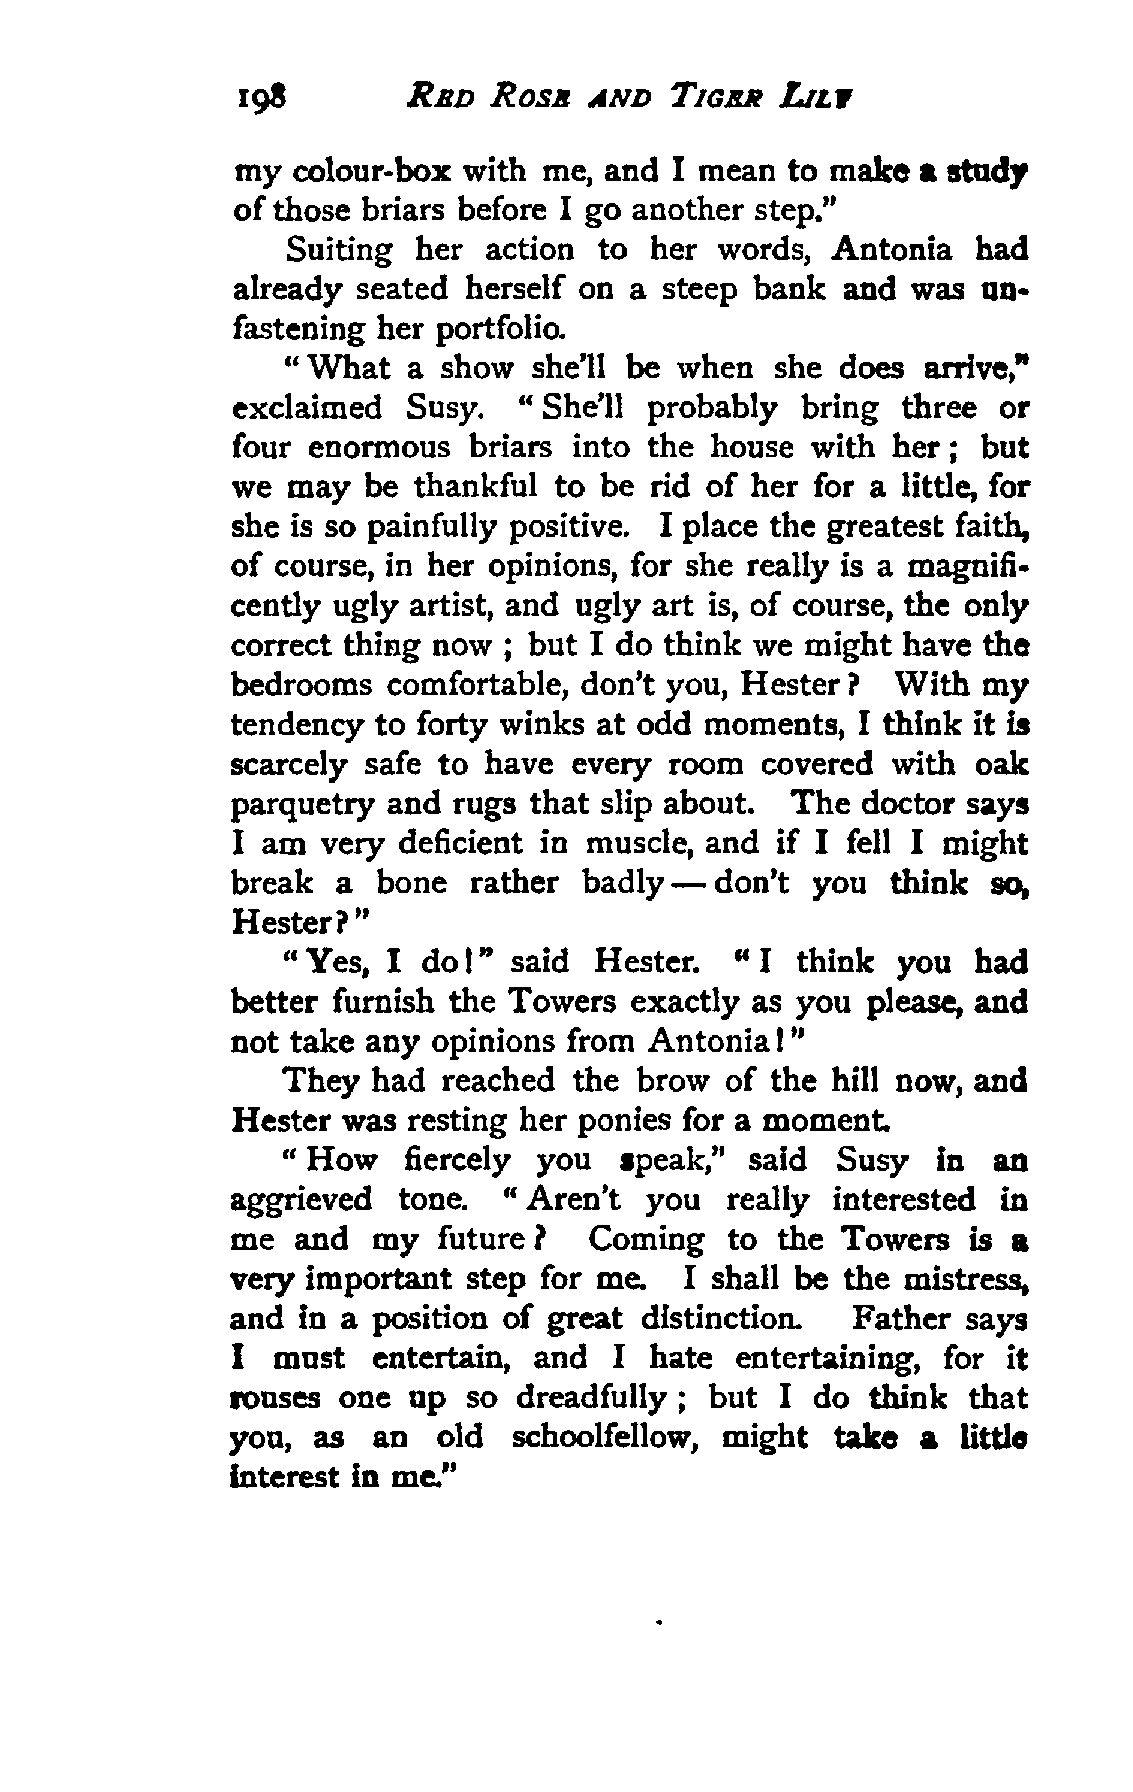 198 RED ROSE AND TIGER LILY
my colour-box with me, and I mean to make a study
of those briars before I go another step."
Suiting her action to her words, Antonia had
already seated herself on a steep bank and was un-
fastening her portfolio.
"What a show she'll be when she does arrive,"
exclaimed Susy. "She'll probably bring three or
four enormous briars into the house with her; but
we may be thankful to be rid of her for a little, for
she is so painfully positive. I place the greatest faith,
of course, in her opinions, for she really is a magnifi-
cently ugly artist, and ugly art is, of course, the only
correct thing now; but I do think we might have the
bedrooms comfortable, don't you, Hester? With my
tendency to forty winks at odd moments, I think it is
scarcely safe to have every room covered with oak
parquetry and rugs that slip about. The doctor says
I am very deficient in muscle, and if I fell I might
break a bone rather badly—don't you think so,
Hester?"
"Yes, I do!" said Hester. "I think you had
better furnish the Towers exactly as you please, and
not take any opinions from Antonia!"
They had reached the brow of the hill now, and
Hester was resting her ponies for a moment.
"How fiercely you speak," said Susy in an
aggrieved tone. "Aren't you really interested in
me and my future? Coming to the Towers is a
very important step for me. I shall be the mistress,
and in a position of great distinction. Father says
I must entertain, and I hate entertaining, for it
rouses one up so dreadfully; but I do think that
you, as an old schoolfellow, might take a little
interest in me."